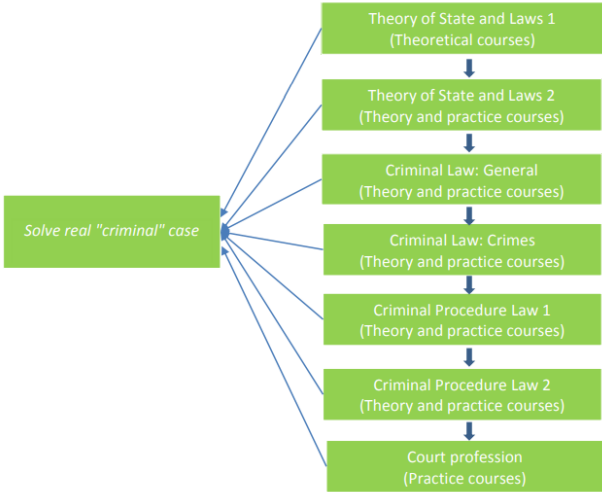 Theory of State and Laws 1
(Theoretical courses)
Theory of State and Laws 2
(Theory and practice courses)
Criminal Law: General
(Theory and practice courses)
Solve real "criminal" case
Criminal Law: Crimes
(Theory and practice courses)
Criminal Procedure Law 1
(Theory and practice courses)
Criminal Procedure Law 2
(Theory and practice courses)
Court profession
(Practice courses)